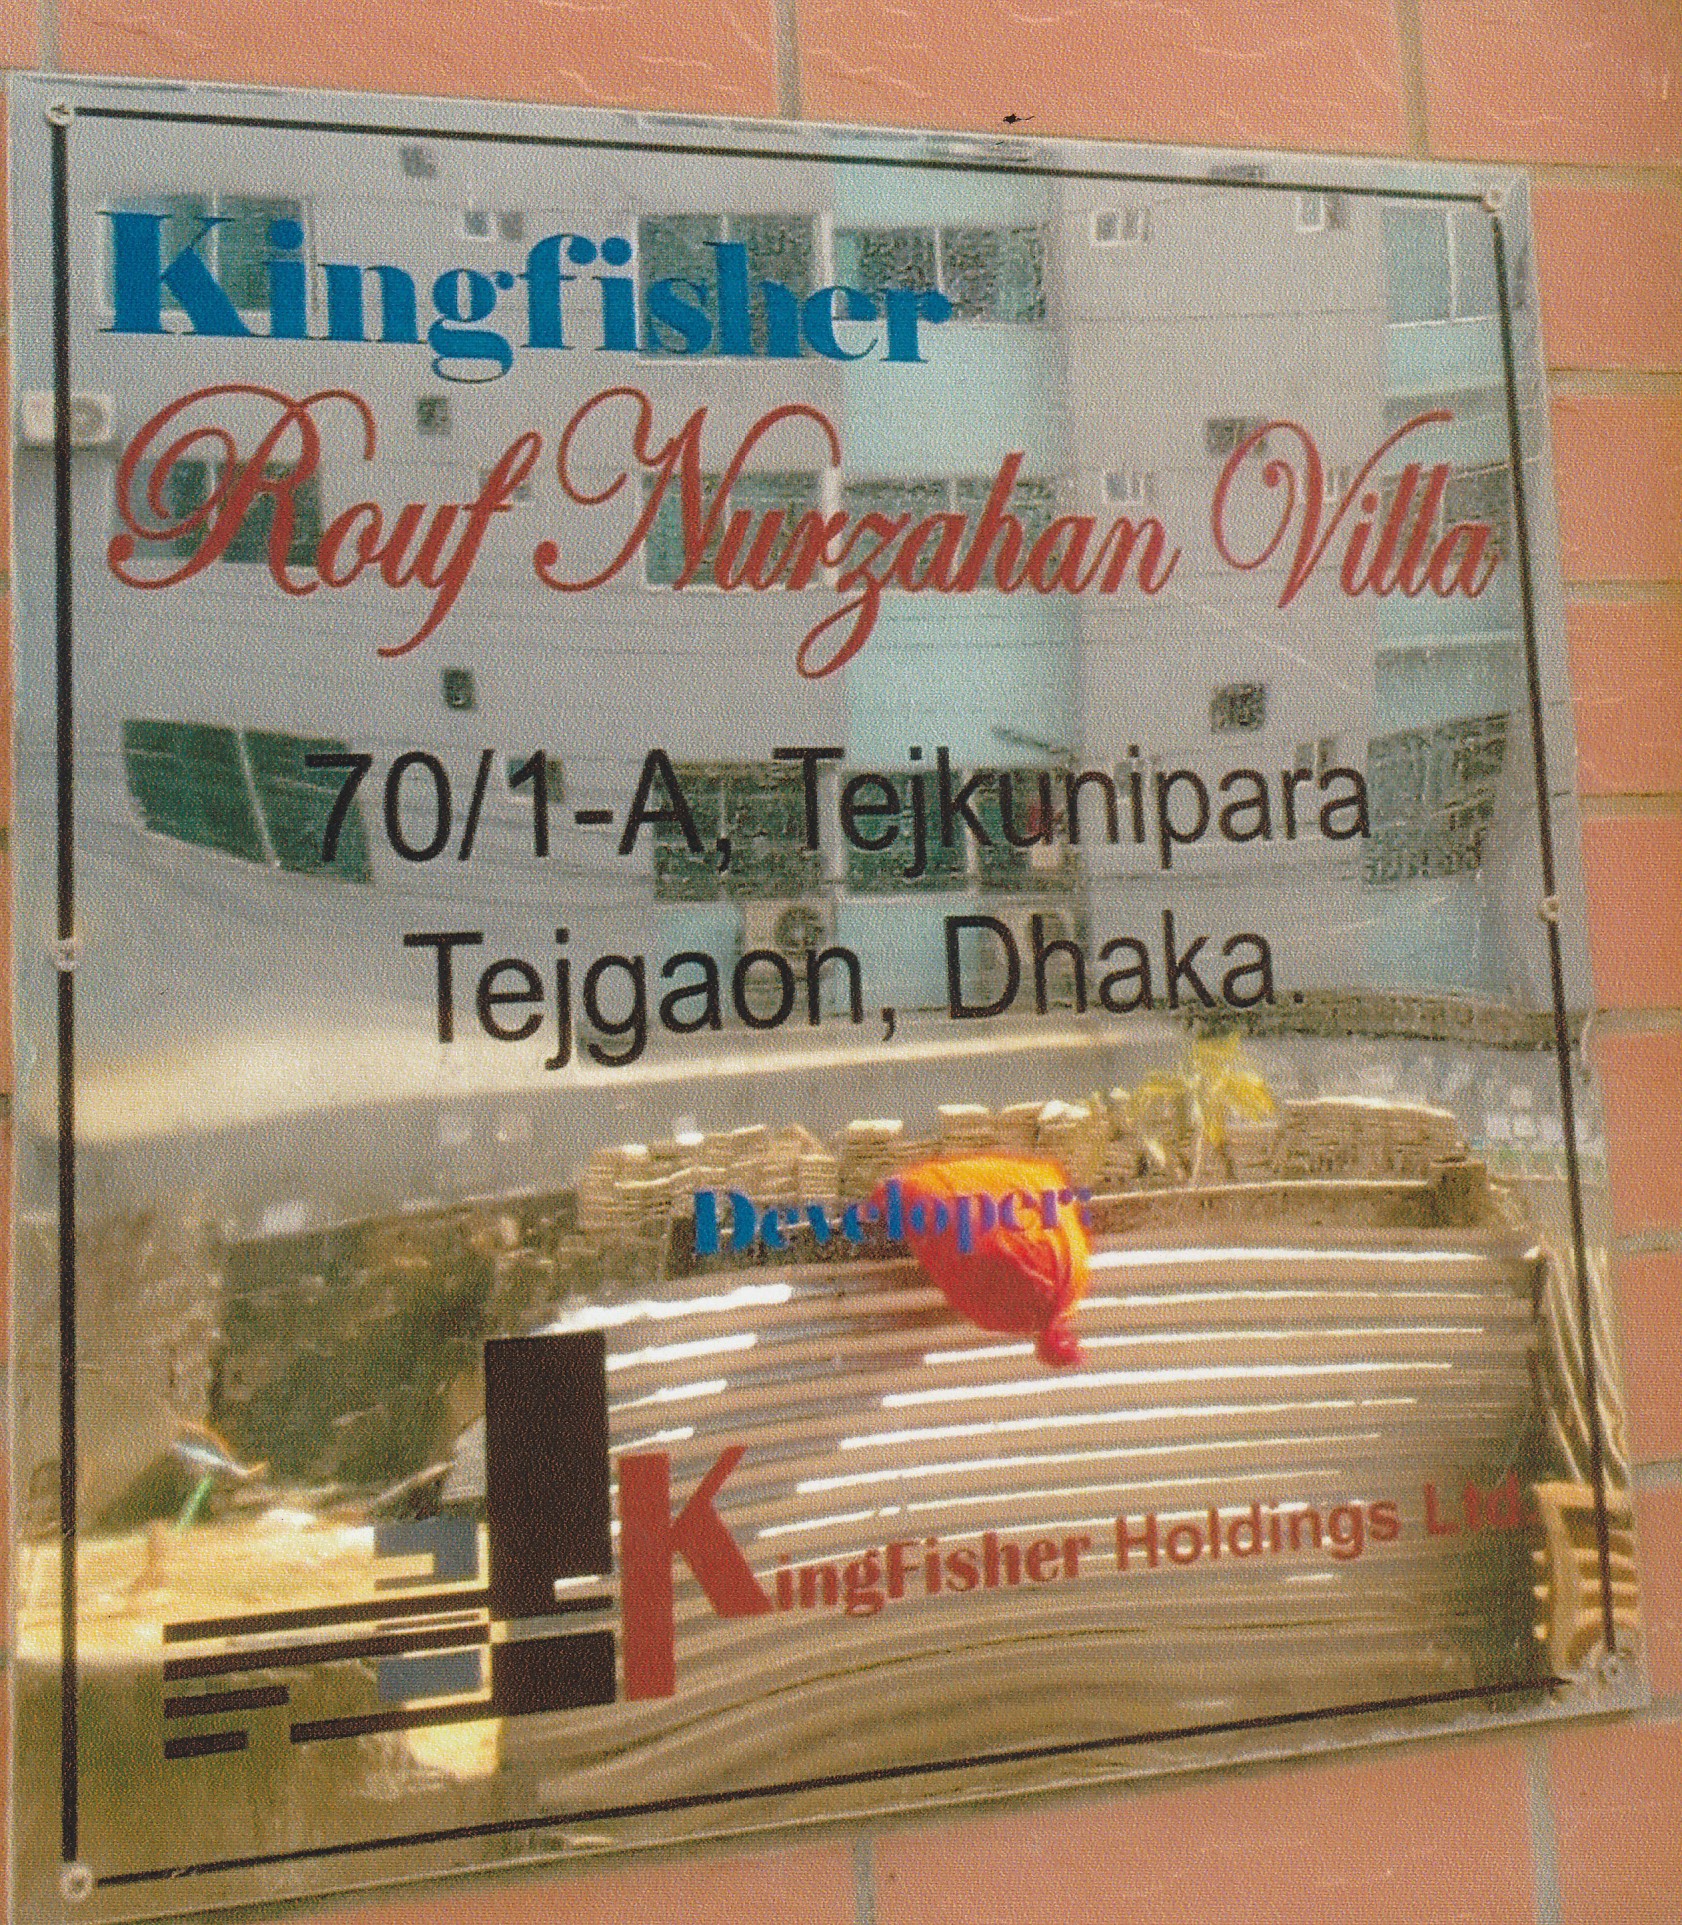 Kingfisher
Rouf Nurzahan Villa
70/1-A, Tejkunipara
Tejgaon, Dhaka.
Developer:
KingFisher Holdings Ltd.